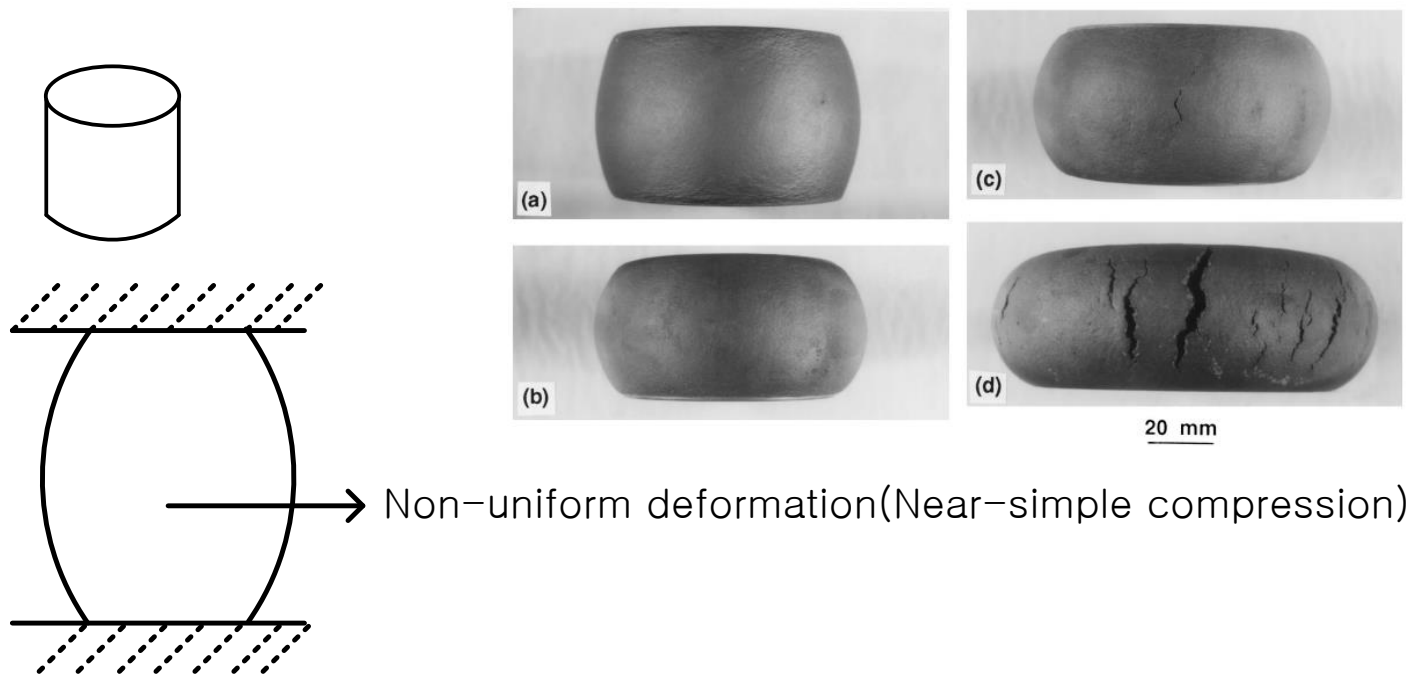 (a)
(b)
(c)
(d)
20 mm
Non-uniform deformation(Near-simple compression)